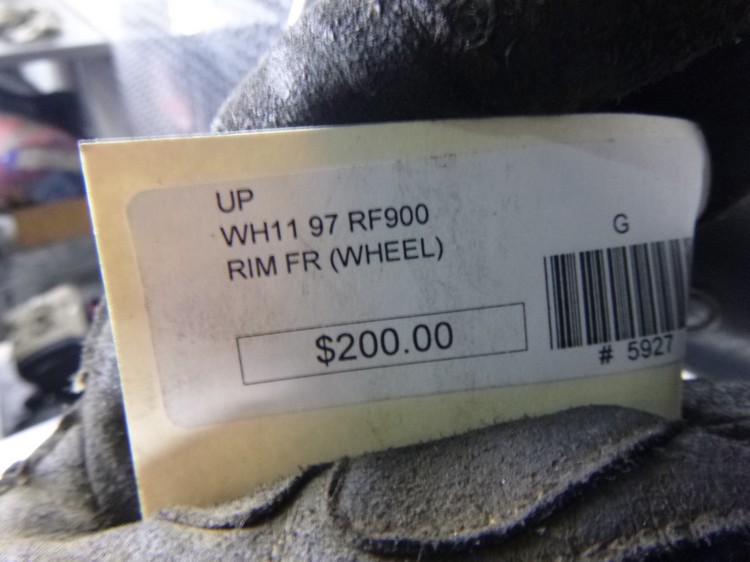 UP
WH11 97 RF900
RIM FR (WHEEL)
$200.00
G
# 5927